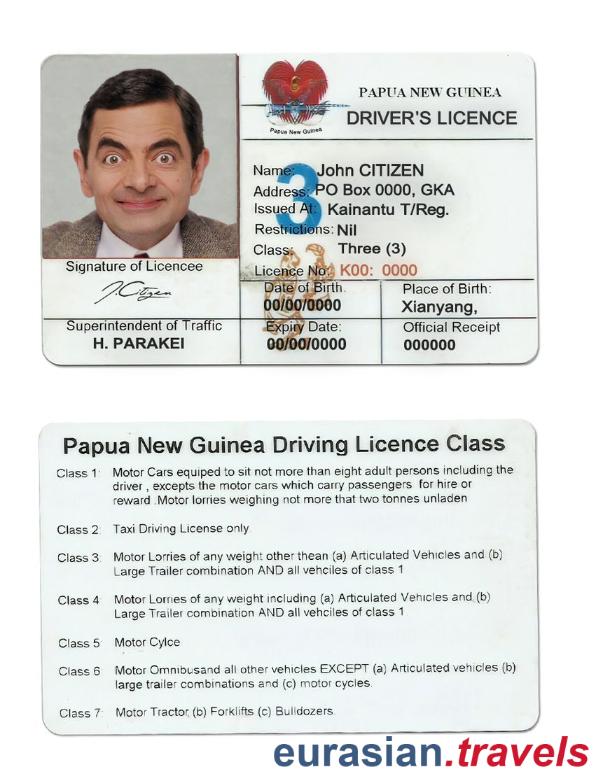 Papua New Guinea
PAPUA NEW GUINEA
DRIVER'S LICENCE
3
Name: John CITIZEN
Address: PO Box 0000, GKA
Issued At: Kainantu T/Reg.
Restrictions: Nil
Class: Three (3)
Licence No: K00: 0000
Signature of Licencee
J. Citizen
Date of Birth.
00/00/0000
Place of Birth:
Xianyang,
Superintendent of Traffic
H. PARAKEI
Expiry Date:
00/00/0000
Official Receipt
000000
Papua New Guinea Driving Licence Class
Class 1: Motor Cars equiped to sit not more than eight adult persons including the
driver , excepts the motor cars which carry passengers for hire or
reward .Motor lorries weighing not more that two tonnes unladen
Class 2: Taxi Driving License only
Class 3: Motor Lorries of any weight other thean (a) Articulated Vehicles and (b)
Large Trailer combination AND all vehciles of class 1
Class 4 Motor Lorries of any weight including (a) Articulated Vehicles and (b)
Large Trailer combination AND all vehciles of class 1
Class 5 Motor Cylce
Class 6 Motor Omnibusand all other vehicles EXCEPT (a) Articulated vehicles (b)
large trailer combinations and (c) motor cycles.
Class 7: Motor Tractor, (b) Forklifts (c) Bulldozers.
eurasian.travels